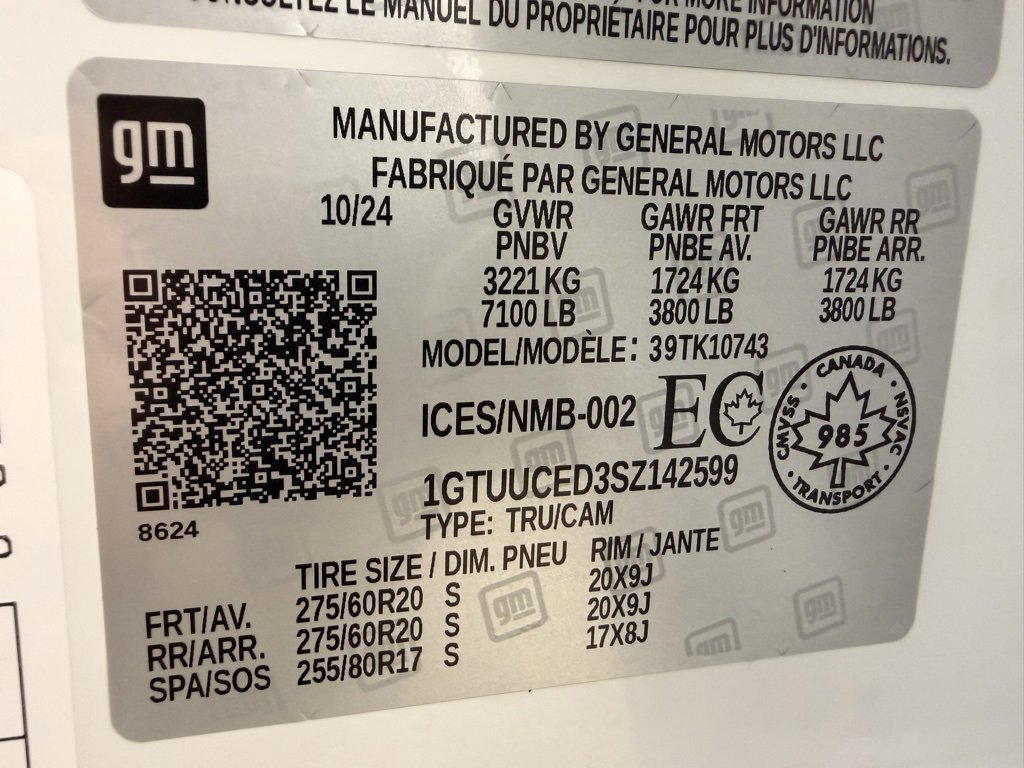 MORE INFORMATION
CONSULTEZ LE MANUEL DU PROPRIÉTAIRE POUR PLUS D'INFORMATIONS.
gm
MANUFACTURED BY GENERAL MOTORS LLC
FABRIQUÉ PAR GENERAL MOTORS LLC
10/24 GVWR GAWR FRT GAWR RR
PNBV PNBE AV. PNBE ARR.
3221 KG 1724 KG 1724 KG
7100 LB 3800 LB 3800 LB
MODEL/MODÈLE: 39TK10743
ICES/NMB-002 EC
CANADA
CMVSS 985 NSVAC
TRANSPORT
1GTUUCED3SZ142599
8624
TYPE: TRU/CAM
TIRE SIZE / DIM. PNEU RIM / JANTE
FRT/AV. 275/60R20 S 20X9J
RR/ARR. 275/60R20 S 20X9J
SPA/SOS 255/80R17 S 17X8J